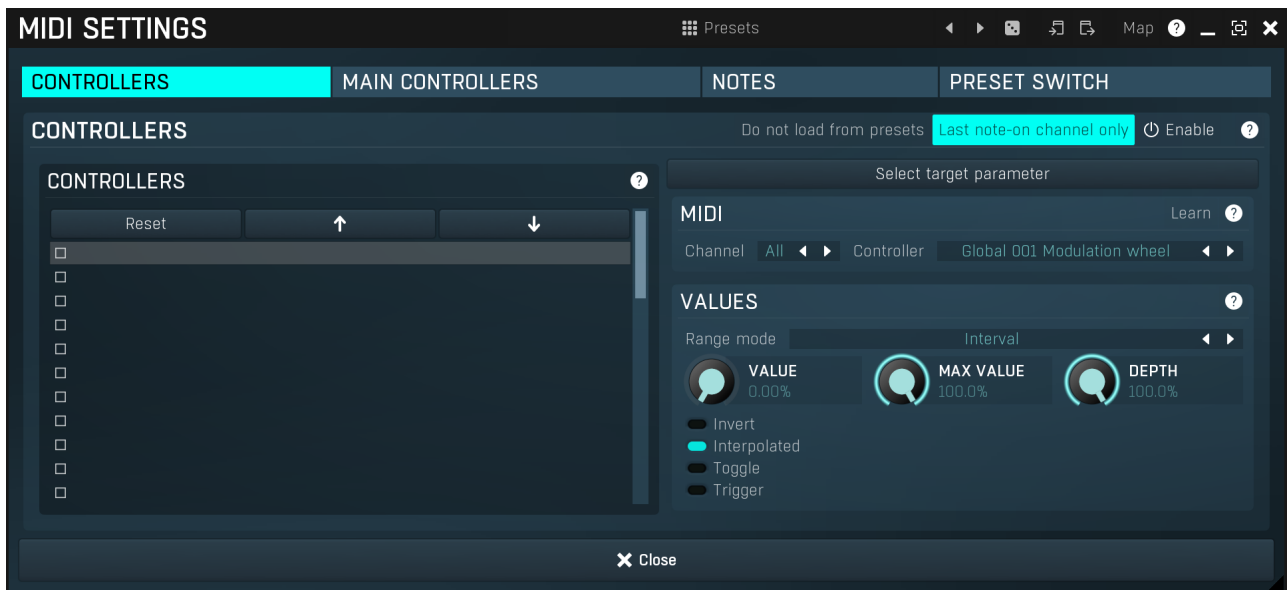 MIDI SETTINGS Presets Map ?
CONTROLLERS MAIN CONTROLLERS NOTES PRESET SWITCH
CONTROLLERS Do not load from presets Last note-on channel only Enable ?
CONTROLLERS ?
Reset
Select target parameter
MIDI Learn ?
Channel All Controller Global 001 Modulation wheel
VALUES ?
Range mode Interval
VALUE MAX VALUE DEPTH
0.00% 100.0% 100.0%
Invert
Interpolated
Toggle
Trigger
Close